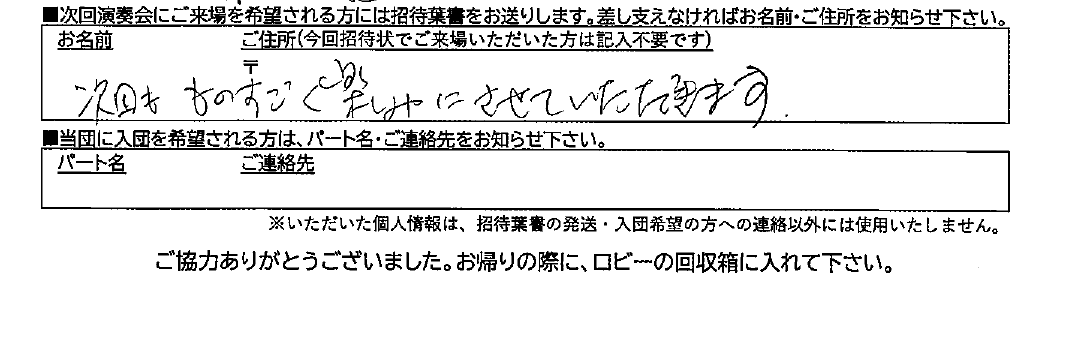 ■次回演奏会にご来場を希望される方には招待葉書をお送りします。差し支えなければお名前・ご住所をお知らせ下さい。
お名前 ご住所(今回招待状でご来場いただいた方は記入不要です)
〒
次回も ものすごく楽しみにさせていただきます
■当団に入団を希望される方は、パート名・ご連絡先をお知らせ下さい。
パート名 ご連絡先
※いただいた個人情報は、招待葉書の発送・入団希望の方への連絡以外には使用いたしません。
ご協力ありがとうございました。お帰りの際に、ロビーの回収箱に入れて下さい。